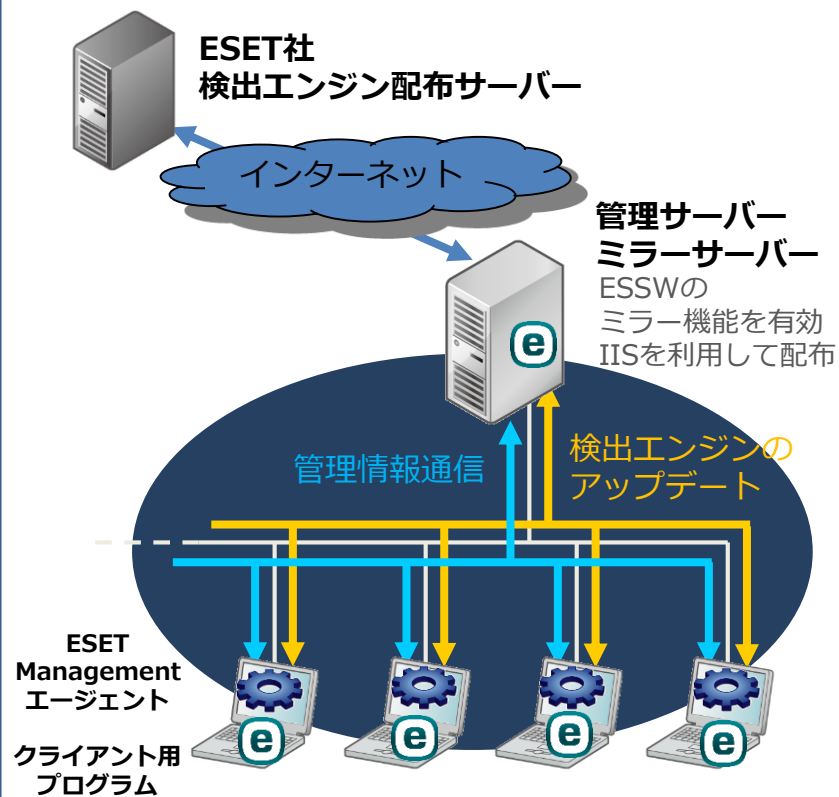 ESET社
検出エンジン配布サーバー
インターネット
管理サーバー
ミラーサーバー
ESSWの
ミラー機能を有効
IISを利用して配布
e
管理情報通信
検出エンジンの
アップデート
ESET
Management
エージェント
クライアント用
プログラム
e
e
e
e